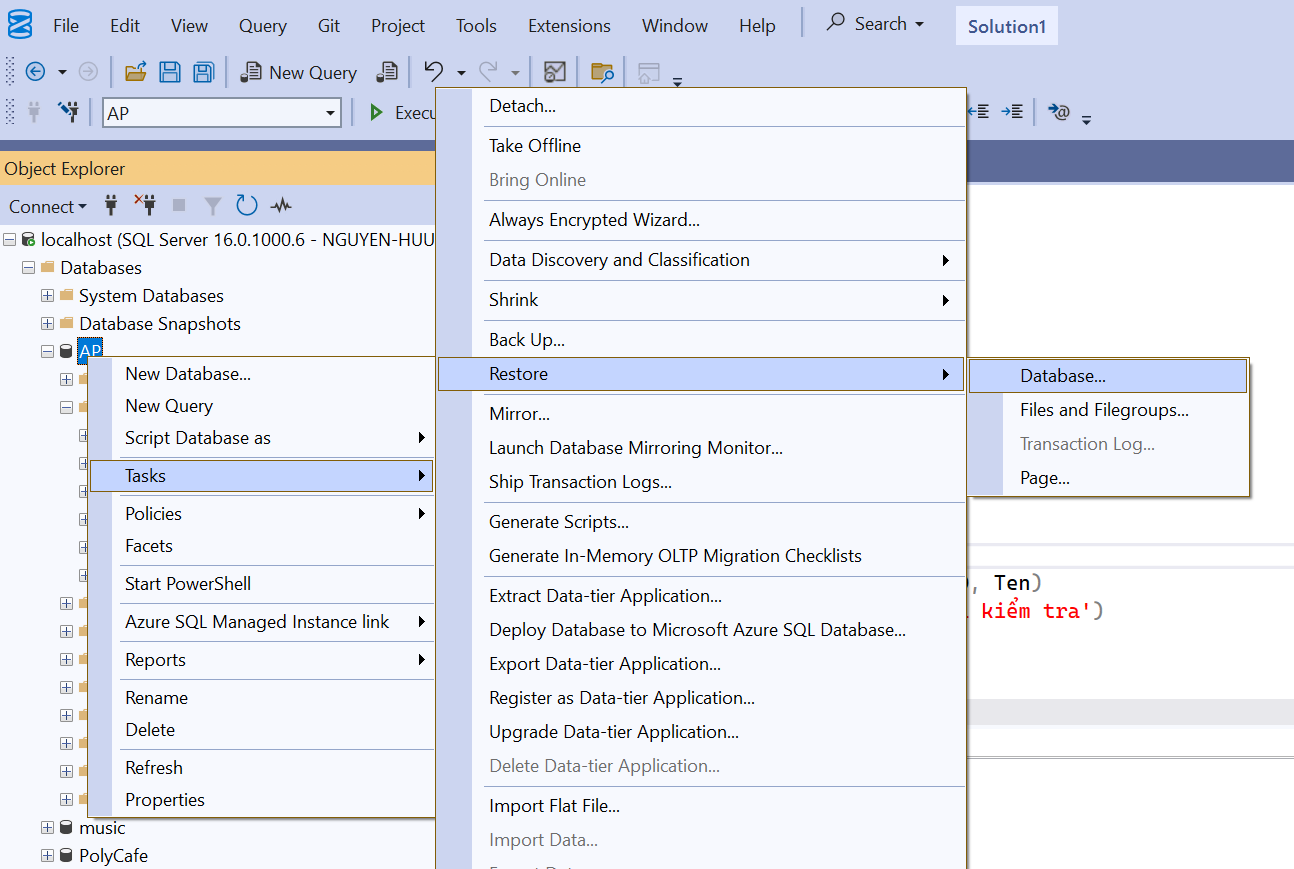 File Edit View Query Git Project Tools Extensions Window Help Search Solution1
New Query
AP Execu
Object Explorer
Connect
localhost (SQL Server 16.0.1000.6 - NGUYEN-HUU
Databases
System Databases
Database Snapshots
AP
music
PolyCafe
New Database...
New Query
Script Database as
Tasks
Policies
Facets
Start PowerShell
Azure SQL Managed Instance link
Reports
Rename
Delete
Refresh
Properties
Detach...
Take Offline
Bring Online
Always Encrypted Wizard...
Data Discovery and Classification
Shrink
Back Up...
Restore
Mirror...
Launch Database Mirroring Monitor...
Ship Transaction Logs...
Generate Scripts...
Generate In-Memory OLTP Migration Checklists
Extract Data-tier Application...
Deploy Database to Microsoft Azure SQL Database...
Export Data-tier Application...
Register as Data-tier Application...
Upgrade Data-tier Application...
Delete Data-tier Application...
Import Flat File...
Import Data...
Database...
Files and Filegroups...
Transaction Log...
Page...
, Ten)
kiểm tra')